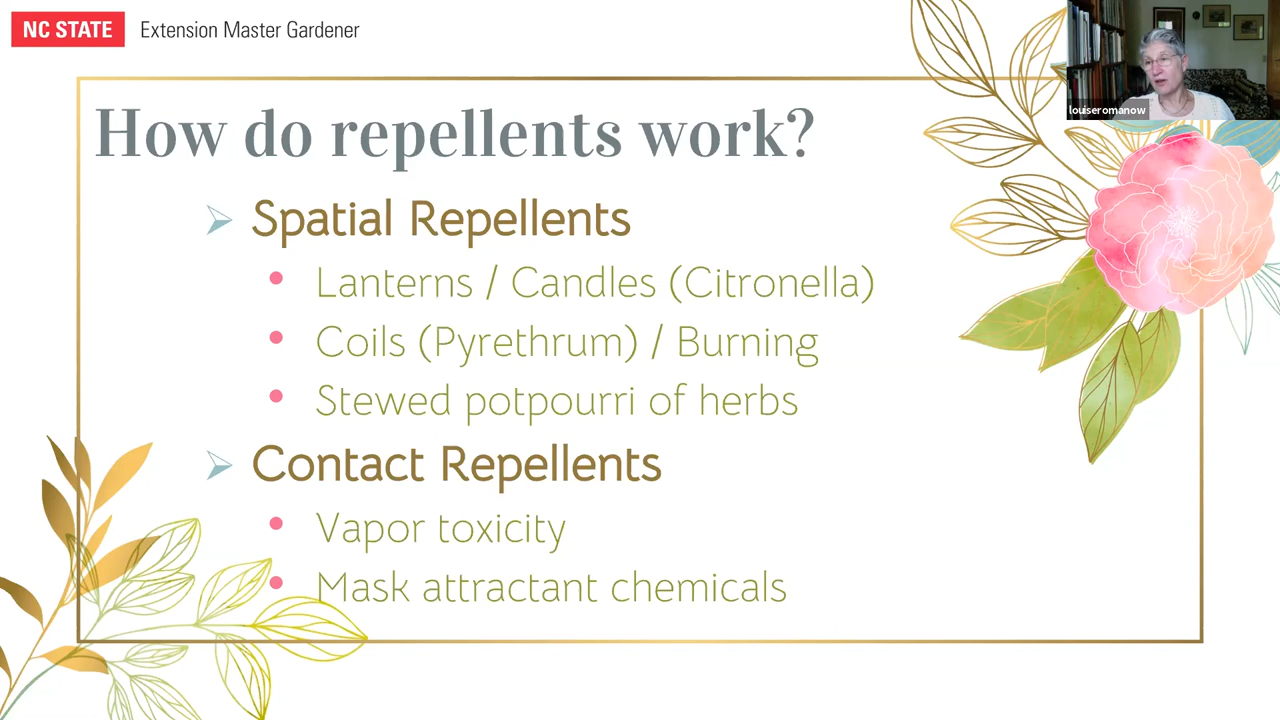 NC STATE Extension Master Gardener
louiseromanow
How do repellents work?
Spatial Repellents
Lanterns / Candles (Citronella)
Coils (Pyrethrum) / Burning
Stewed potpourri of herbs
Contact Repellents
Vapor toxicity
Mask attractant chemicals